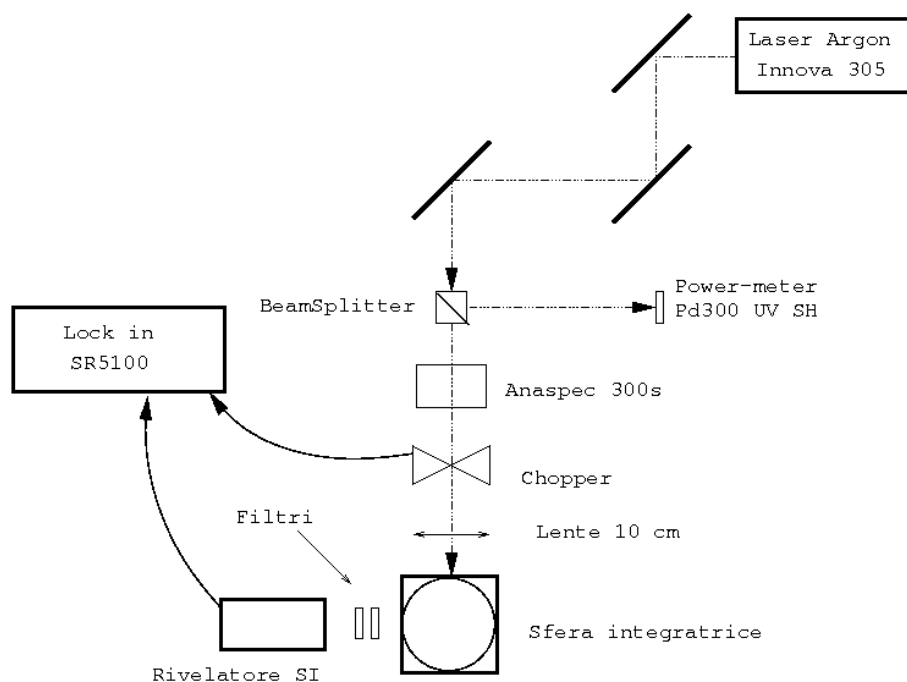 Laser Argon
Innova 305
BeamSplitter
Power-meter
Pd300 UV SH
Lock in
SR5100
Anaspec 300s
Chopper
Filtri
Lente 10 cm
Sfera integratrice
Rivelatore SI